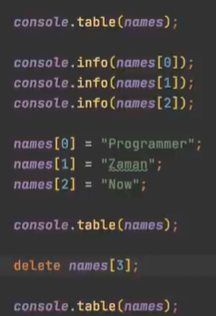 console.table(names);
console.info(names[0]);
console.info(names[1]);
console.info(names[2]);
names[0] = "Programmer";
names[1] = "Zaman";
names[2] = "Now";
console.table(names);
delete names[3];
console.table(names);